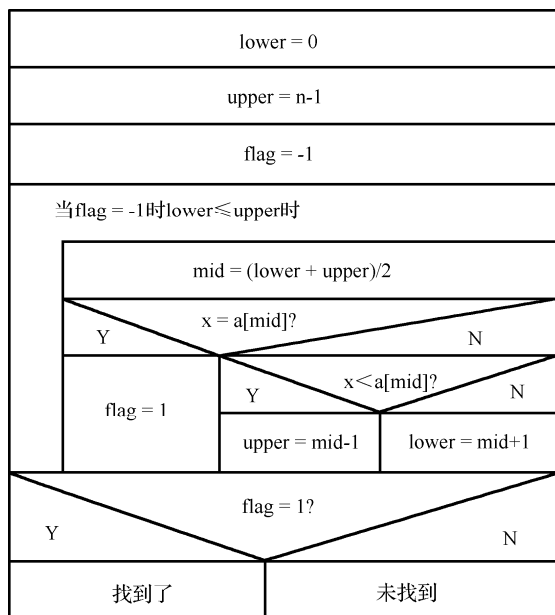 lower = 0
upper = n-1
flag = -1
当flag = -1时lower≤upper时
mid = (lower + upper)/2
x = a[mid]?
Y
N
x<a[mid]?
Y
N
flag = 1
upper = mid-1
lower = mid+1
flag = 1?
Y
N
找到了
未找到